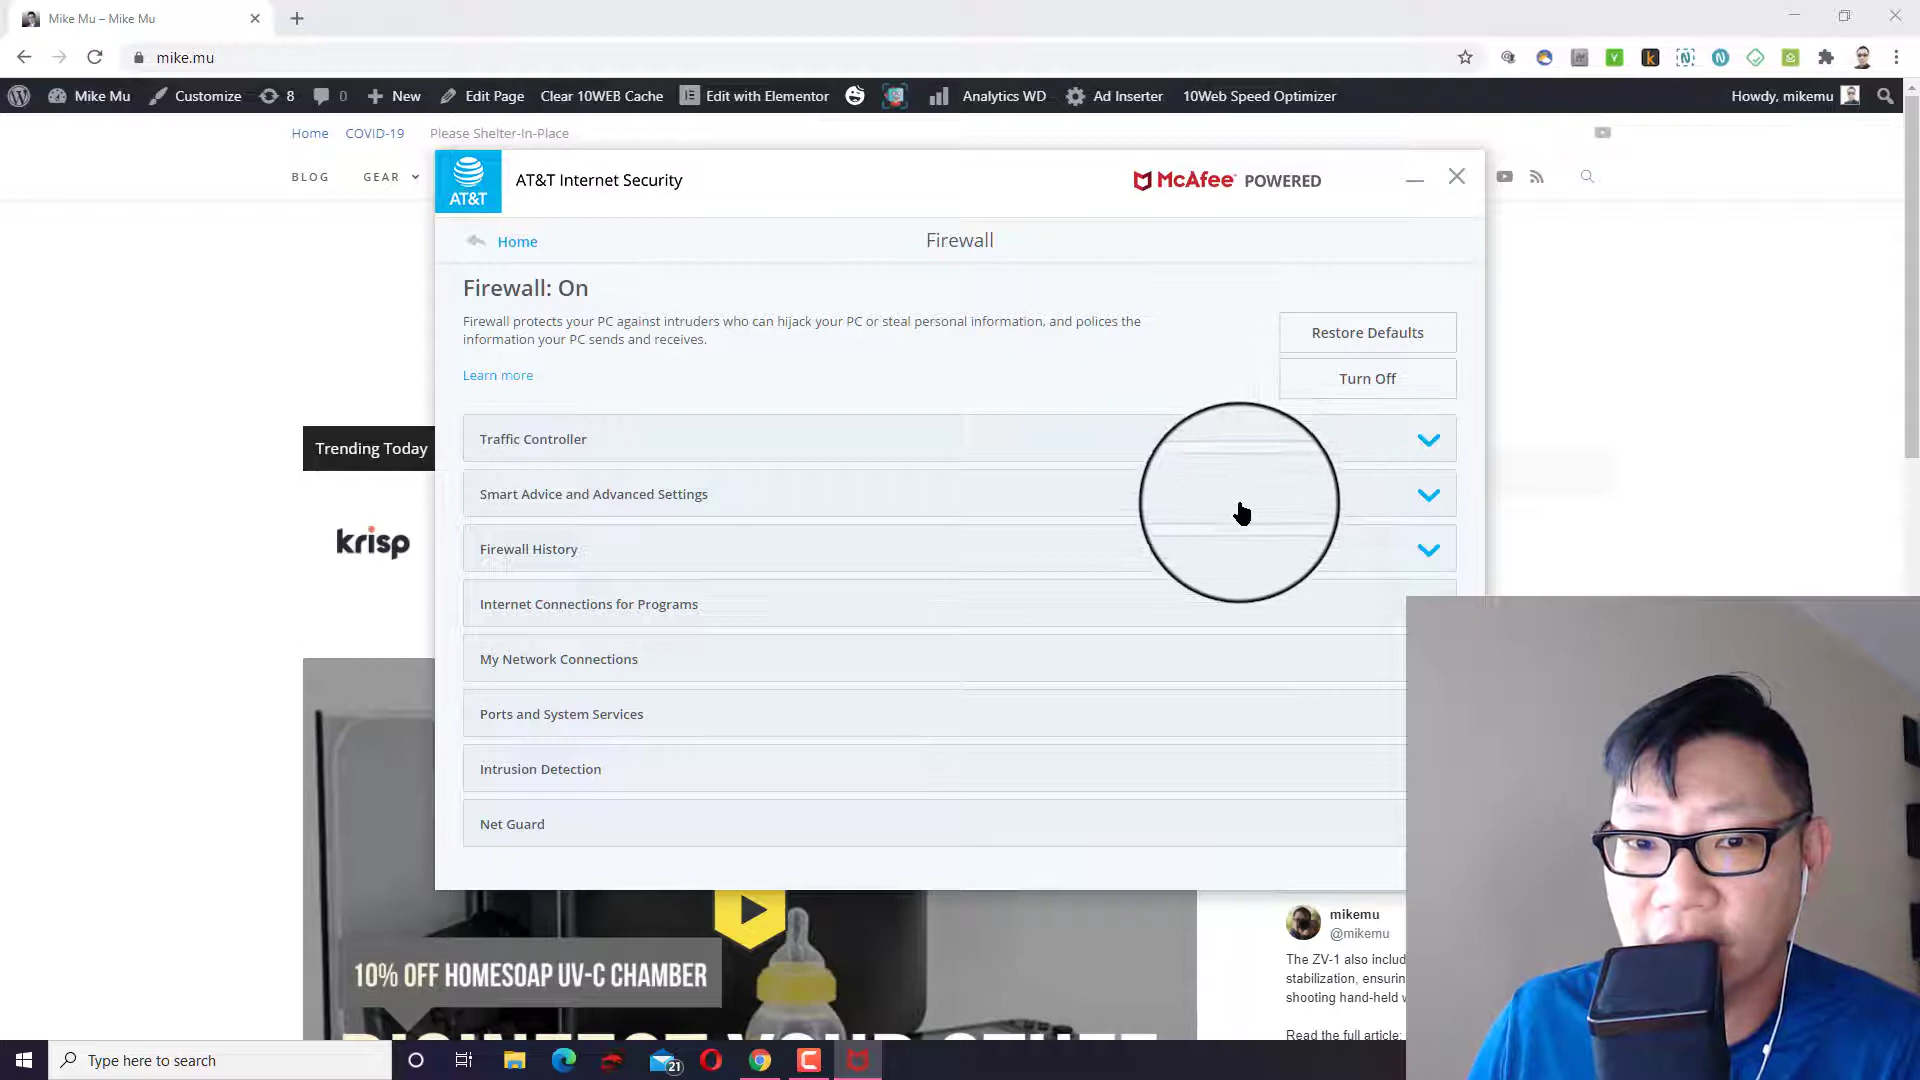 Mike Mu – Mike Mu
mike.mu
Mike Mu Customize 8 0 New Edit Page Clear 10WEB Cache Edit with Elementor Analytics WD Ad Inserter 10Web Speed Optimizer Howdy, mikemu
Home COVID-19 Please Shelter-In-Place
BLOG GEAR
AT&T
AT&T Internet Security
McAfee POWERED
Home
Firewall
Firewall: On
Firewall protects your PC against intruders who can hijack your PC or steal personal information, and polices the
information your PC sends and receives.
Learn more
Restore Defaults
Turn Off
Traffic Controller
Smart Advice and Advanced Settings
Firewall History
Internet Connections for Programs
My Network Connections
Ports and System Services
Intrusion Detection
Net Guard
Trending Today
krisp
10% OFF HOMESOAP UV-C CHAMBER
mikemu
@mikemu
The ZV-1 also includ
stabilization, ensurin
shooting hand-held
Read the full article:
Type here to search
21